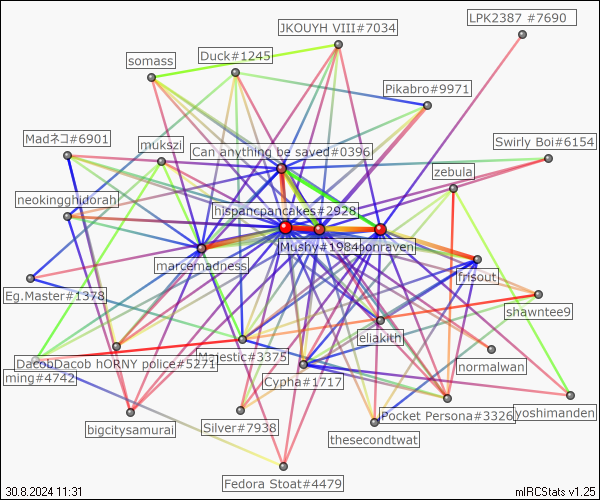 LPK2387 #7690
JKOUYH VIII#7034
Duck#1245
somass
Pikabro#9971
Madネコ#6901
mukszi
Can anything be saved#0396
Swirly Boi#6154
zebula
neokingghidorah
hispancpancakes#2928
Mushy#1984
onraven
marcemadness
frisout
Eg.Master#1378
shawntee9
eliakith
Majestic#3375
DacobDacob hORNY police#5271
normalwan
ming#4742
Cypha#1717
Pocket Persona#3326
yoshimanden
bigcitysamurai
Silver#7938
thesecondtwat
Fedora Stoat#4479
30.8.2024 11:31
mIRCStats v1.25